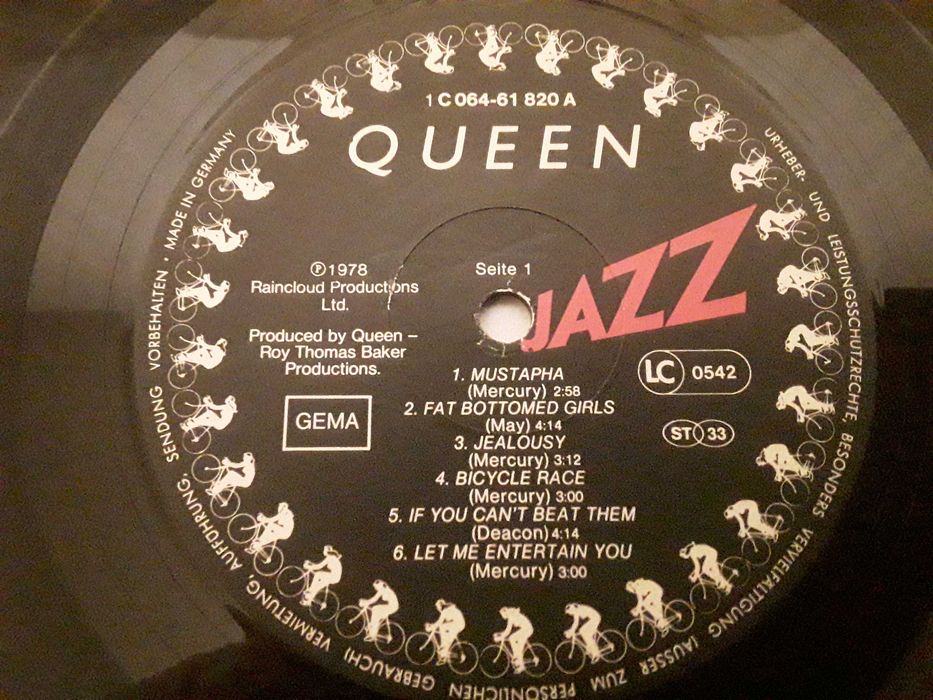 1 C 064-61 820 A
QUEEN
JAZZ
℗1978
Raincloud Productions
Ltd.
Produced by Queen –
Roy Thomas Baker
Productions.
GEMA
Seite 1
LC 0542
ST 33
1. MUSTAPHA
(Mercury) 2:58
2. FAT BOTTOMED GIRLS
(May) 4:14
3. JEALOUSY
(Mercury) 3:12
4. BICYCLE RACE
(Mercury) 3:00
5. IF YOU CAN'T BEAT THEM
(Deacon) 4:14
6. LET ME ENTERTAIN YOU
(Mercury) 3:00
URHEBER- UND LEISTUNGSSCHUTZRECHTE, BESONDERS VERVIELFÄLTIGUNG (AUSSER ZUM PERSÖNLICHEN GEBRAUCH) VERMIETUNG, AUFFÜHRUNG, SENDUNG VORBEHALTEN · MADE IN GERMANY